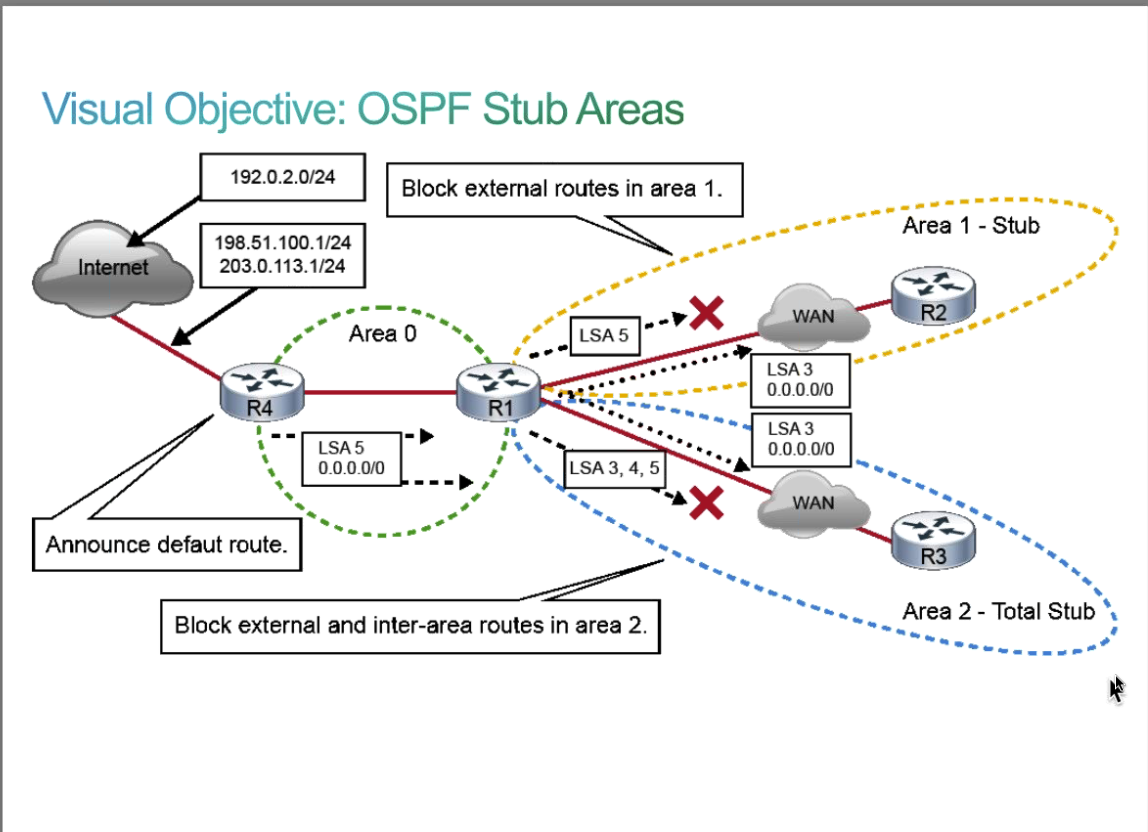 Visual Objective: OSPF Stub Areas
192.0.2.0/24
Block external routes in area 1.
Area 1 - Stub
198.51.100.1/24
203.0.113.1/24
Internet
Area 0
LSA 5
WAN
R2
LSA 3
0.0.0.0/0
R4
R1
LSA 3
0.0.0.0/0
LSA 5
0.0.0.0/0
LSA 3, 4, 5
WAN
R3
Announce defaut route.
Block external and inter-area routes in area 2.
Area 2 - Total Stub